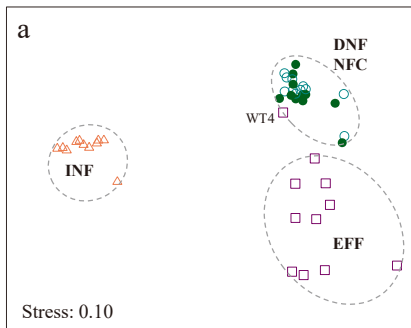 a
DNF
NFC
WT4
INF
EFF
Stress: 0.10